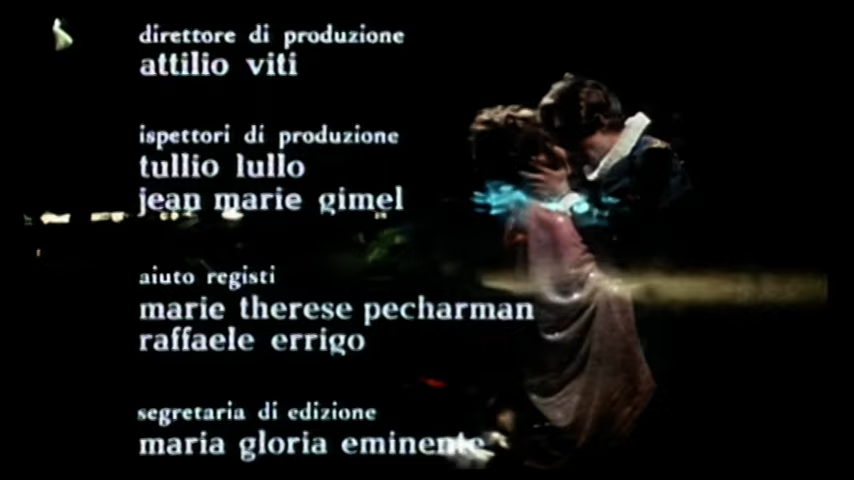 direttore di produzione
attilio viti
ispettori di produzione
tullio lullo
jean marie gimel
aiuto registi
marie therese pecharman
raffaele errigo
segretaria di edizione
maria gloria eminente